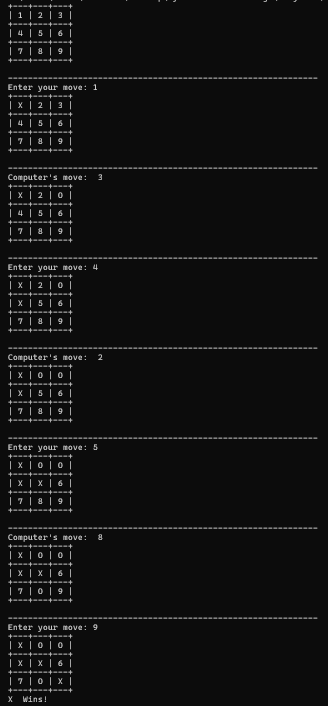 +---+---+---+
| 1 | 2 | 3 |
+---+---+---+
| 4 | 5 | 6 |
+---+---+---+
| 7 | 8 | 9 |
+---+---+---+
--------------------------------------------------------------
Enter your move: 1
+---+---+---+
| X | 2 | 3 |
+---+---+---+
| 4 | 5 | 6 |
+---+---+---+
| 7 | 8 | 9 |
+---+---+---+
--------------------------------------------------------------
Computer's move:  3
+---+---+---+
| X | 2 | O |
+---+---+---+
| 4 | 5 | 6 |
+---+---+---+
| 7 | 8 | 9 |
+---+---+---+
--------------------------------------------------------------
Enter your move: 4
+---+---+---+
| X | 2 | O |
+---+---+---+
| X | 5 | 6 |
+---+---+---+
| 7 | 8 | 9 |
+---+---+---+
--------------------------------------------------------------
Computer's move:  2
+---+---+---+
| X | O | O |
+---+---+---+
| X | 5 | 6 |
+---+---+---+
| 7 | 8 | 9 |
+---+---+---+
--------------------------------------------------------------
Enter your move: 5
+---+---+---+
| X | O | O |
+---+---+---+
| X | X | 6 |
+---+---+---+
| 7 | 8 | 9 |
+---+---+---+
--------------------------------------------------------------
Computer's move:  8
+---+---+---+
| X | O | O |
+---+---+---+
| X | X | 6 |
+---+---+---+
| 7 | O | 9 |
+---+---+---+
--------------------------------------------------------------
Enter your move: 9
+---+---+---+
| X | O | O |
+---+---+---+
| X | X | 6 |
+---+---+---+
| 7 | O | X |
+---+---+---+
X  Wins!